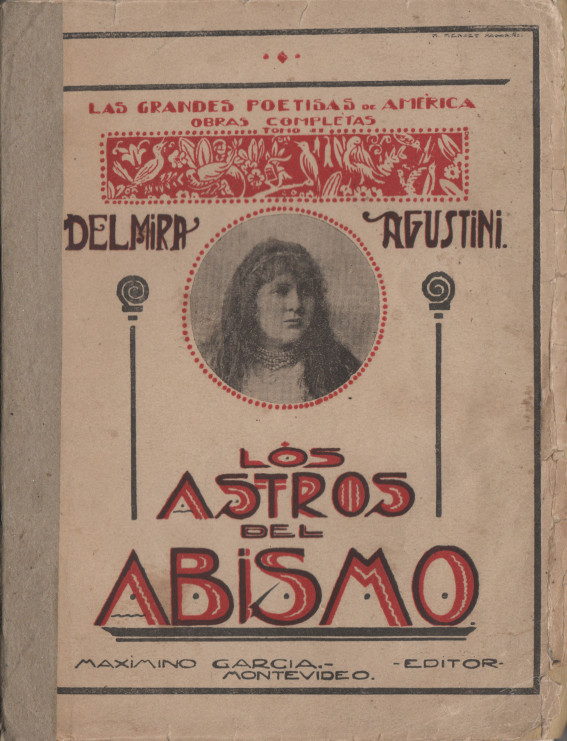 LAS GRANDES POETISAS DE AMÉRICA
OBRAS COMPLETAS
TOMO
DELMIRA AGUSTINI.
LOS
ASTROS
DEL
ABISMO.
MAXIMINO GARCIA.- -EDITOR-
MONTEVIDEO.